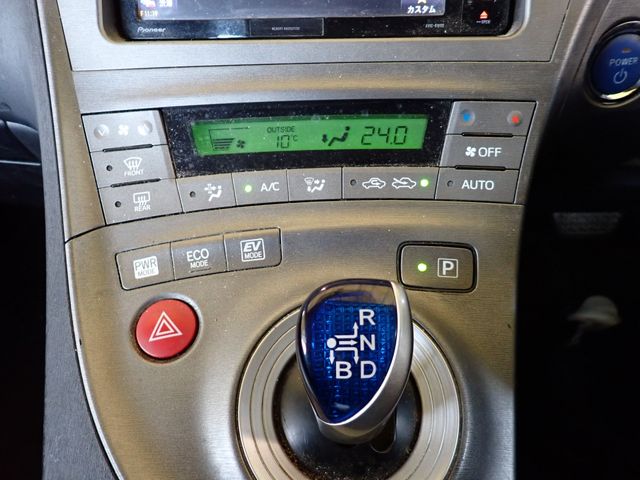 カスタム
Pioneer
POWER
OUTSIDE
10°C
24.0
OFF
FRONT
A/C
AUTO
REAR
PWR
MODE
ECO
MODE
EV
MODE
P
R
N
B D